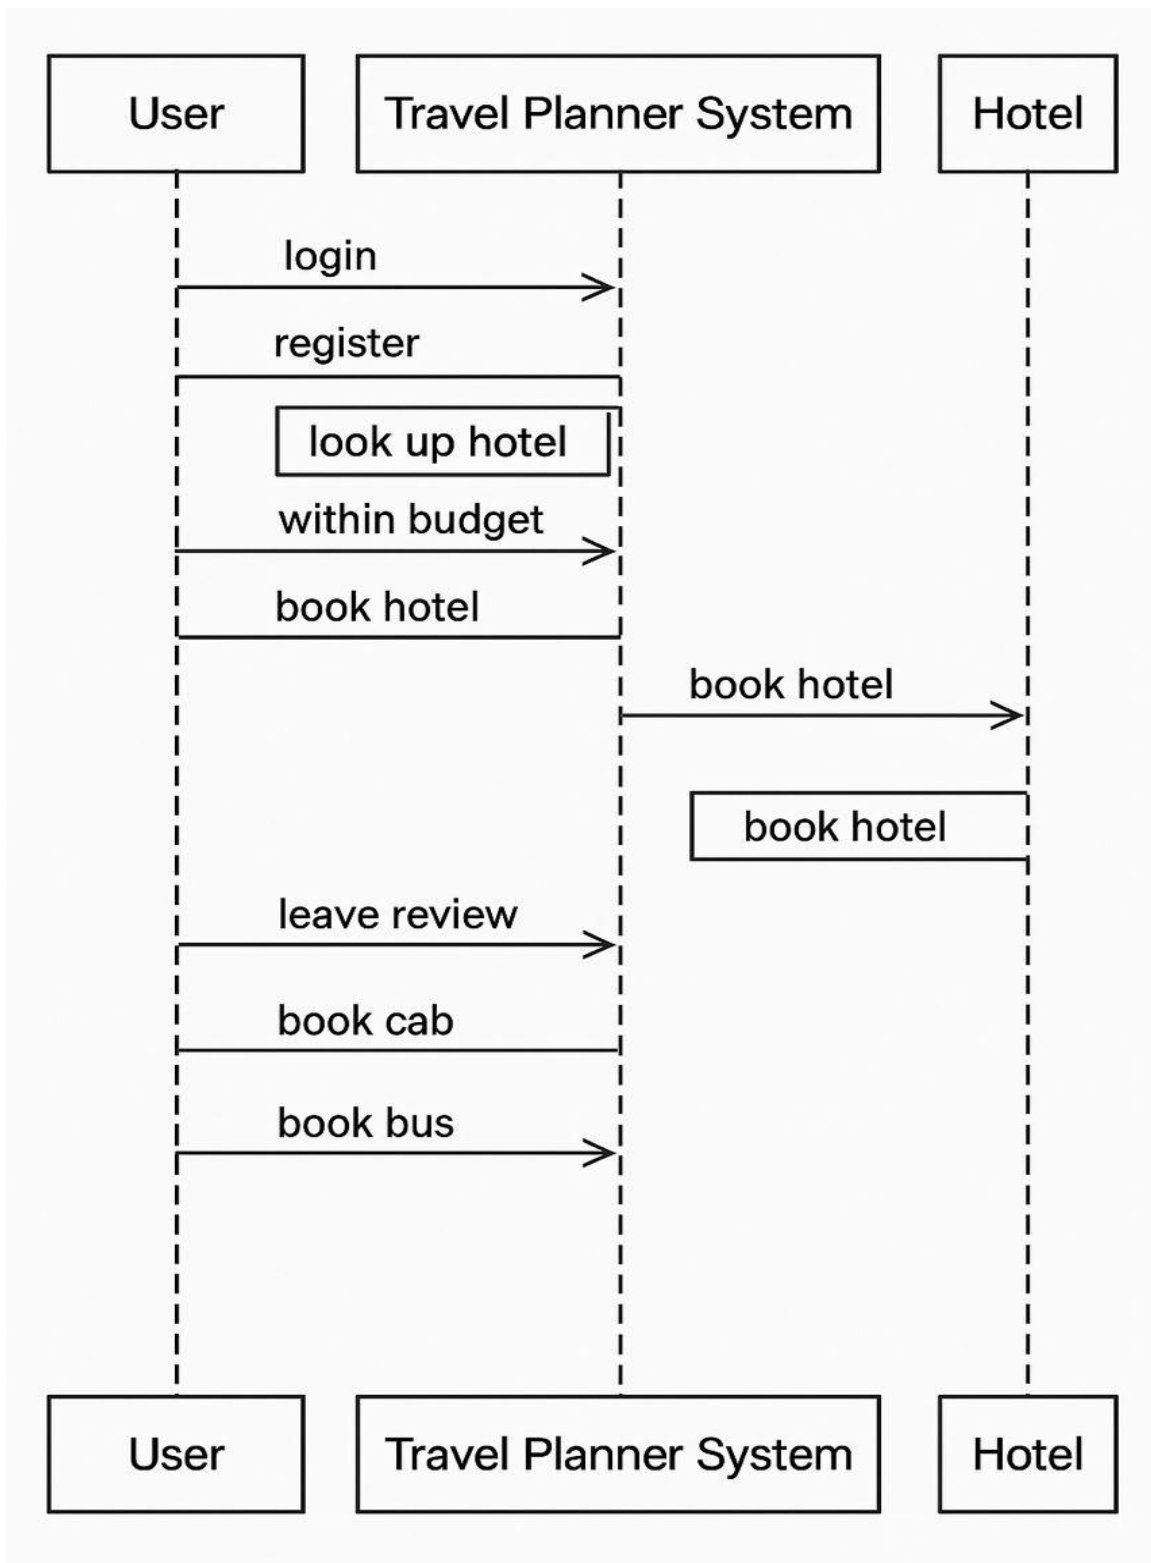 User
Travel Planner System
Hotel
login
register
look up hotel
within budget
book hotel
book hotel
book hotel
leave review
book cab
book bus
User
Travel Planner System
Hotel